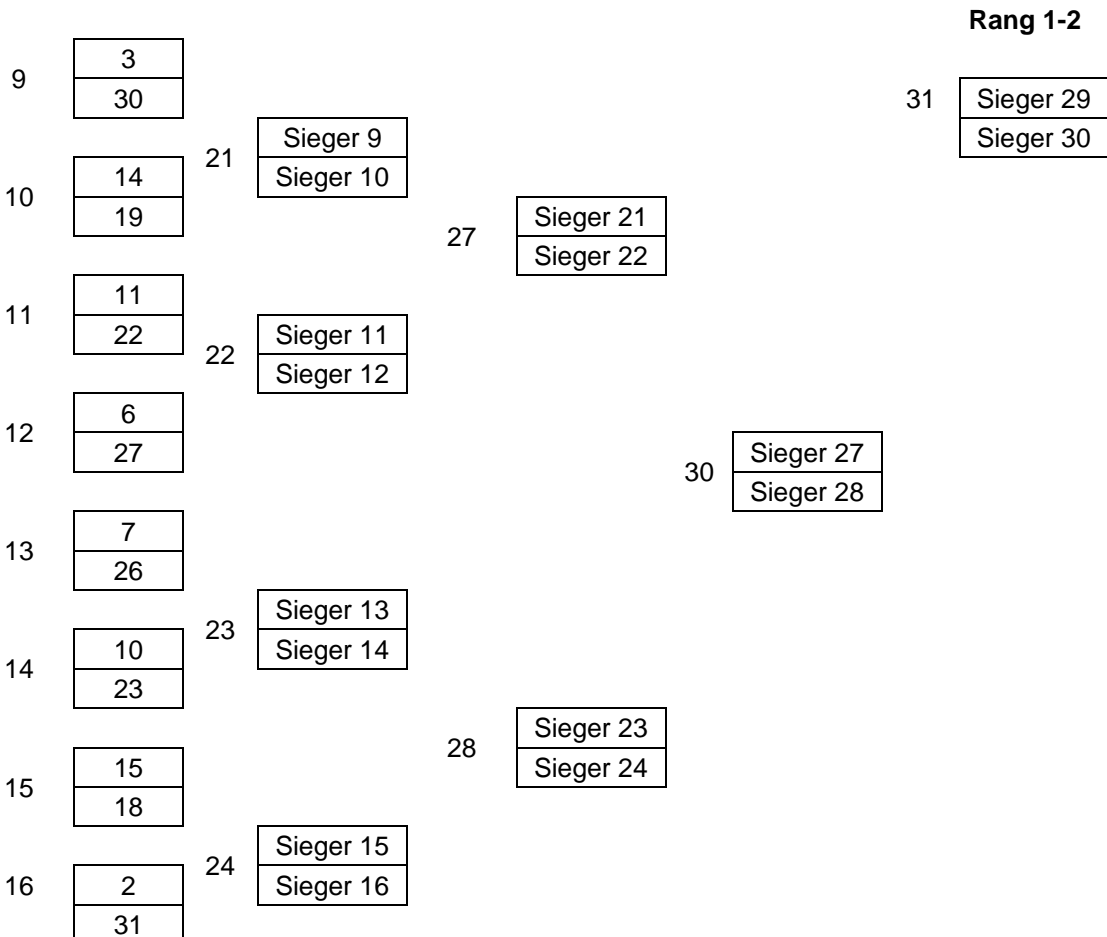 Rang 1-2
9
3
30
10
14
19
11
11
22
12
6
27
13
7
26
14
10
23
15
15
18
16
2
31
21
Sieger 9
Sieger 10
22
Sieger 11
Sieger 12
23
Sieger 13
Sieger 14
24
Sieger 15
Sieger 16
27
Sieger 21
Sieger 22
28
Sieger 23
Sieger 24
30
Sieger 27
Sieger 28
31
Sieger 29
Sieger 30